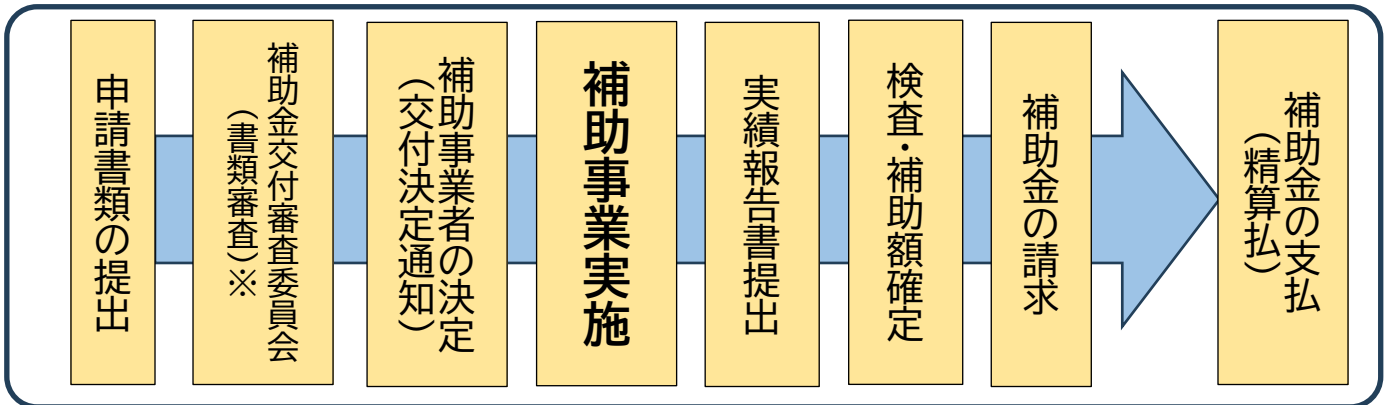 申請書類の提出
補助金交付審査委員会
（書類審査）※
補助事業者の決定
（交付決定通知）
補助事業実施
実績報告書提出
検査・補助額確定
補助金の請求
補助金の支払
（精算払）